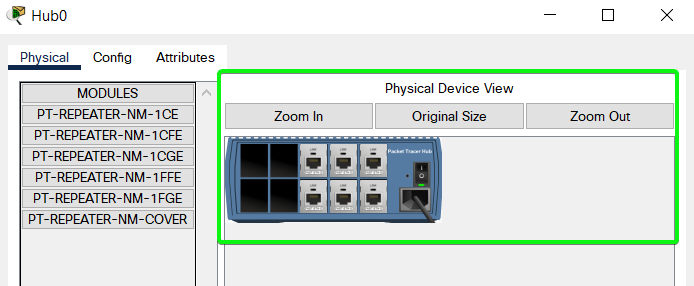 Hub0
Physical Config Attributes
MODULES
PT-REPEATER-NM-1CE
PT-REPEATER-NM-1CFE
PT-REPEATER-NM-1CGE
PT-REPEATER-NM-1FFE
PT-REPEATER-NM-1FGE
PT-REPEATER-NM-COVER
Physical Device View
Zoom In Original Size Zoom Out
Packet Tracer Hub